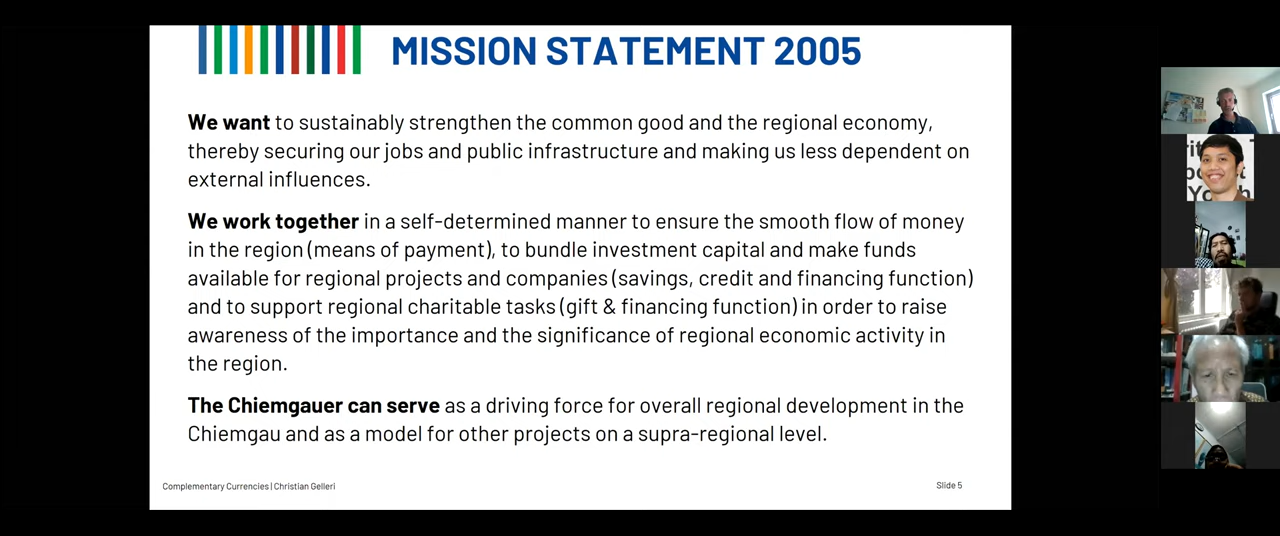 MISSION STATEMENT 2005
We want to sustainably strengthen the common good and the regional economy,
thereby securing our jobs and public infrastructure and making us less dependent on
external influences.
We work together in a self-determined manner to ensure the smooth flow of money
in the region (means of payment), to bundle investment capital and make funds
available for regional projects and companies (savings, credit and financing function)
and to support regional charitable tasks (gift & financing function) in order to raise
awareness of the importance and the significance of regional economic activity in
the region.
The Chiemgauer can serve as a driving force for overall regional development in the
Chiemgau and as a model for other projects on a supra-regional level.
Complementary Currencies | Christian Gelleri
Slide 5